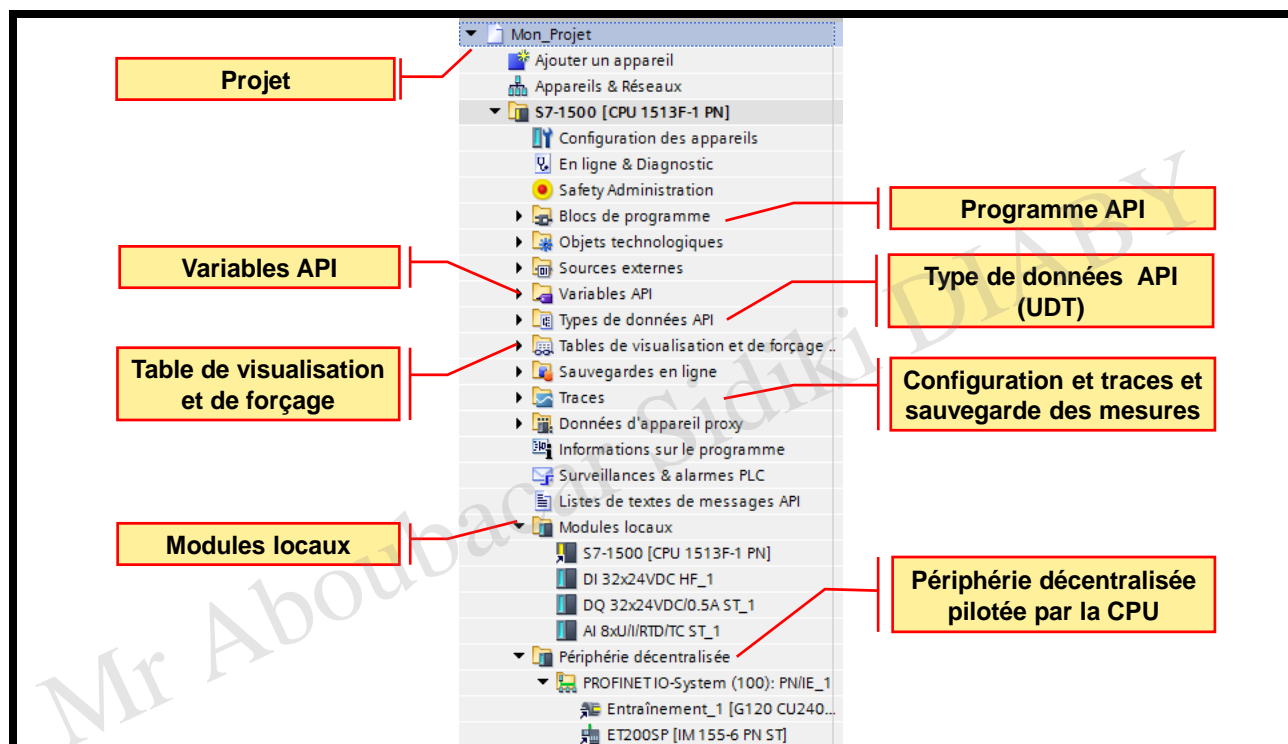 Mon_Projet
Ajouter un appareil
Appareils & Réseaux
S7-1500 [CPU 1513F-1 PN]
Configuration des appareils
En ligne & Diagnostic
Safety Administration
Blocs de programme
Objets technologiques
Sources externes
Variables API
Types de données API
Tables de visualisation et de forçage ..
Sauvegardes en ligne
Traces
Données d'appareil proxy
Informations sur le programme
Surveillances & alarmes PLC
Listes de textes de messages API
Modules locaux
S7-1500 [CPU 1513F-1 PN]
DI 32x24VDC HF_1
DQ 32x24VDC/0.5A ST_1
AI 8xU/I/RTD/TC ST_1
Périphérie décentralisée
PROFINET IO-System (100): PN/IE_1
Entraînement_1 [G120 CU240...
ET200SP [IM 155-6 PN ST]
Projet
Variables API
Table de visualisation
et de forçage
Modules locaux
Programme API
Type de données API
(UDT)
Configuration et traces et
sauvegarde des mesures
Périphérie décentralisée
pilotée par la CPU
Mr Aboubacar Sidiki DIABY